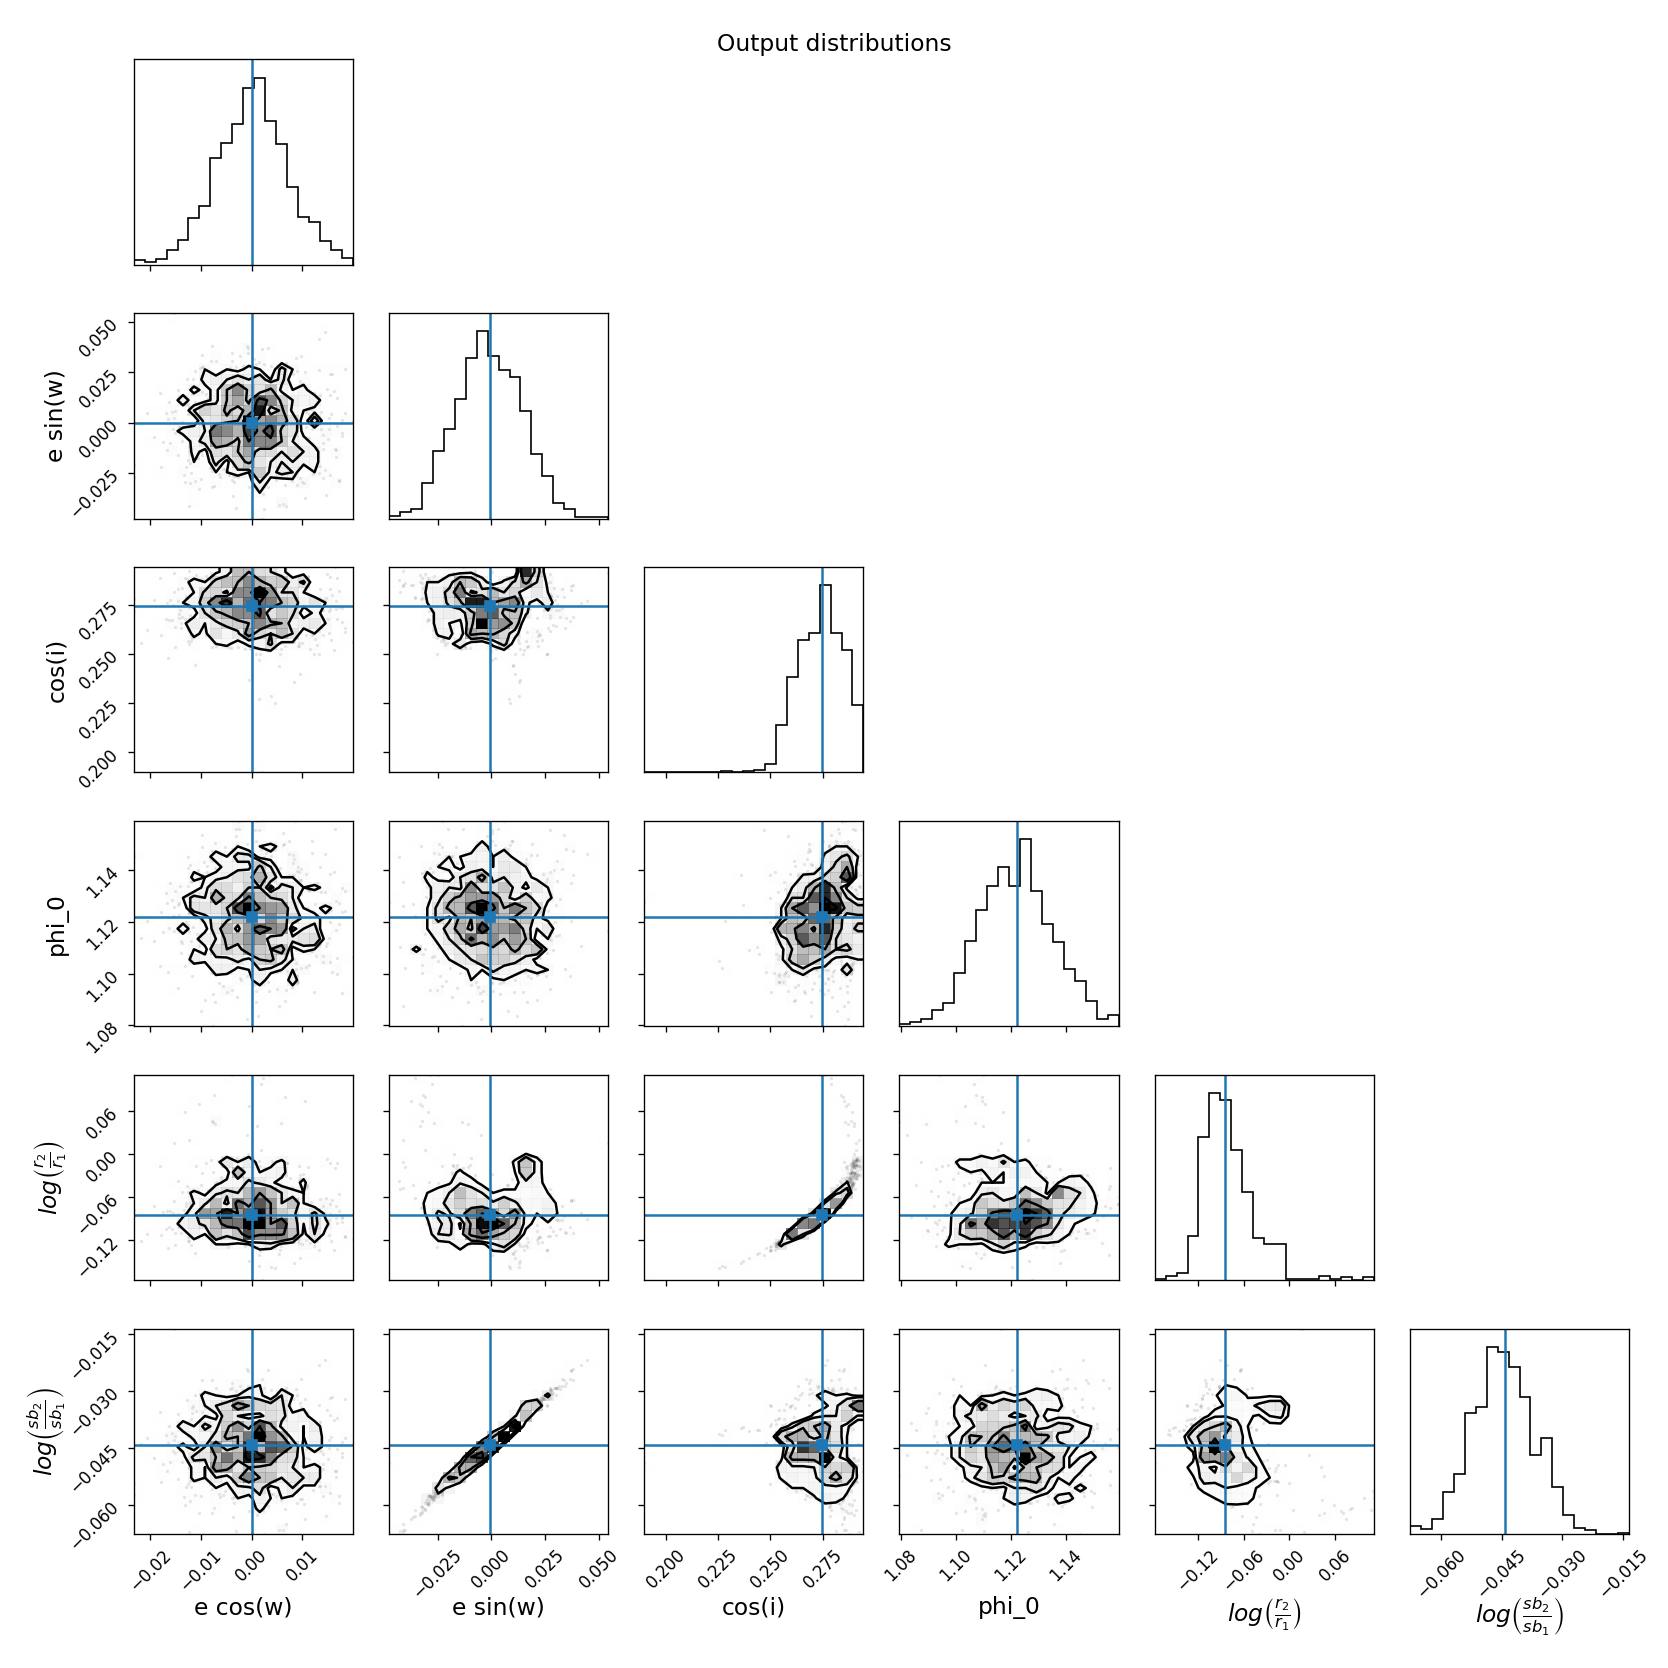 Output distributions
e sin(w)
0.050
0.025
0.000
−0.025
cos(i)
0.275
0.250
0.225
0.200
phi_0
1.14
1.12
1.10
1.08
log(r2/r1)
0.06
0.00
−0.06
−0.12
log(sb2/sb1)
−0.015
−0.030
−0.045
−0.060
−0.02 −0.01 0.00 0.01
−0.025 0.000 0.025 0.050
0.200 0.225 0.250 0.275
1.08 1.10 1.12 1.14
−0.12 −0.06 0.00 0.06
−0.060 −0.045 −0.030 −0.015
e cos(w)
e sin(w)
cos(i)
phi_0
log(r2/r1)
log(sb2/sb1)